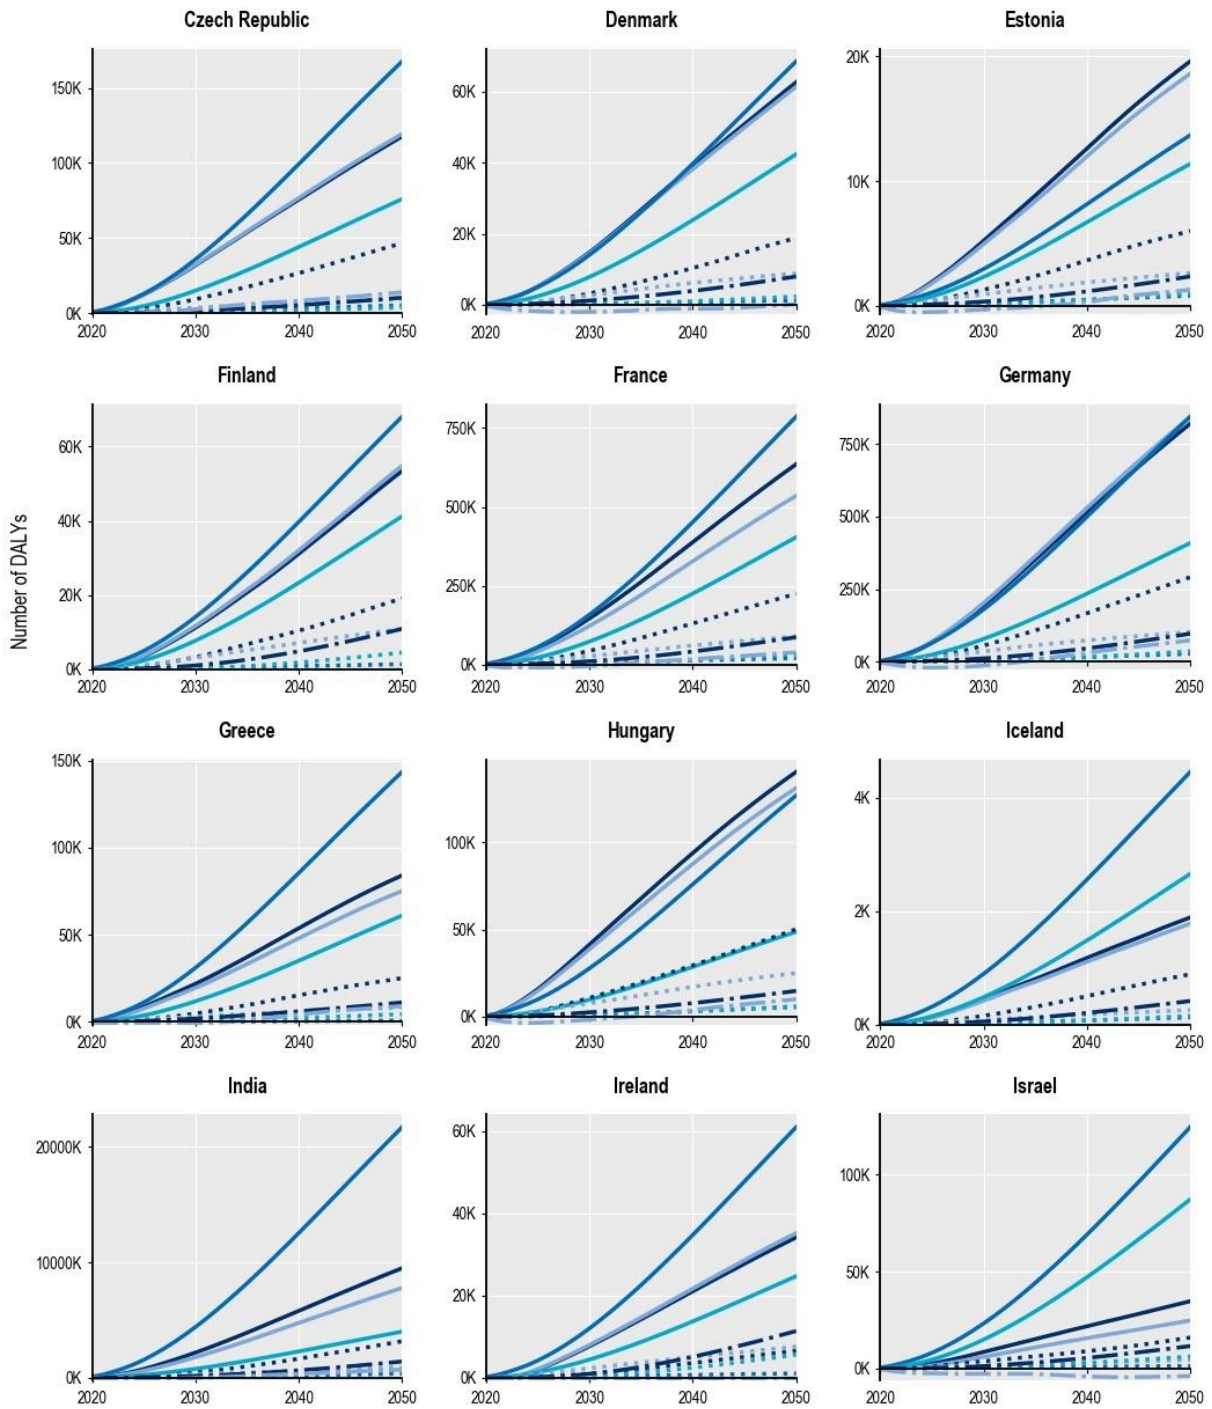 Czech Republic
Denmark
Estonia
150K
100K
50K
0K
2020
2030
2040
2050
60K
40K
20K
0K
2020
2030
2040
2050
20K
10K
0K
2020
2030
2040
2050
Number of DALYs
Finland
France
Germany
60K
40K
20K
0K
2020
2030
2040
2050
750K
500K
250K
0K
2020
2030
2040
2050
750K
500K
250K
0K
2020
2030
2040
2050
Greece
Hungary
Iceland
150K
100K
50K
0K
2020
2030
2040
2050
100K
50K
0K
2020
2030
2040
2050
4K
2K
0K
2020
2030
2040
2050
India
Ireland
Israel
20000K
10000K
0K
2020
2030
2040
2050
60K
40K
20K
0K
2020
2030
2040
2050
100K
50K
0K
2020
2030
2040
2050